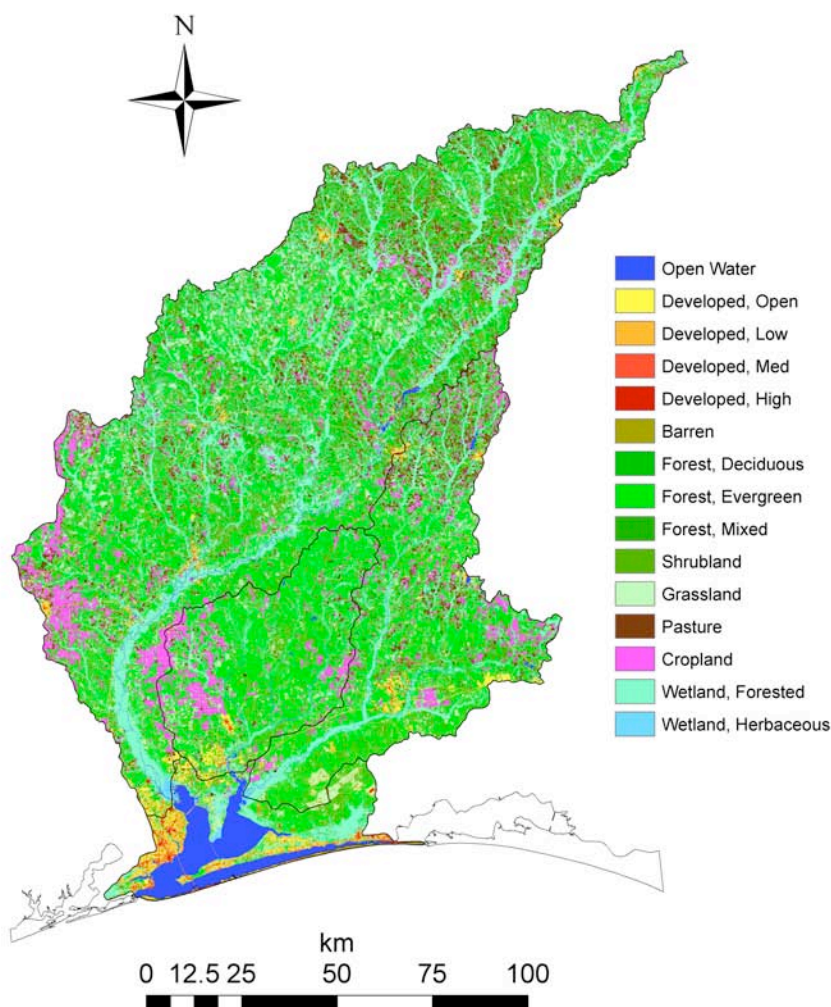 N
Open Water
Developed, Open
Developed, Low
Developed, Med
Developed, High
Barren
Forest, Deciduous
Forest, Evergreen
Forest, Mixed
Shrubland
Grassland
Pasture
Cropland
Wetland, Forested
Wetland, Herbaceous
km
0 12.5 25 50 75 100